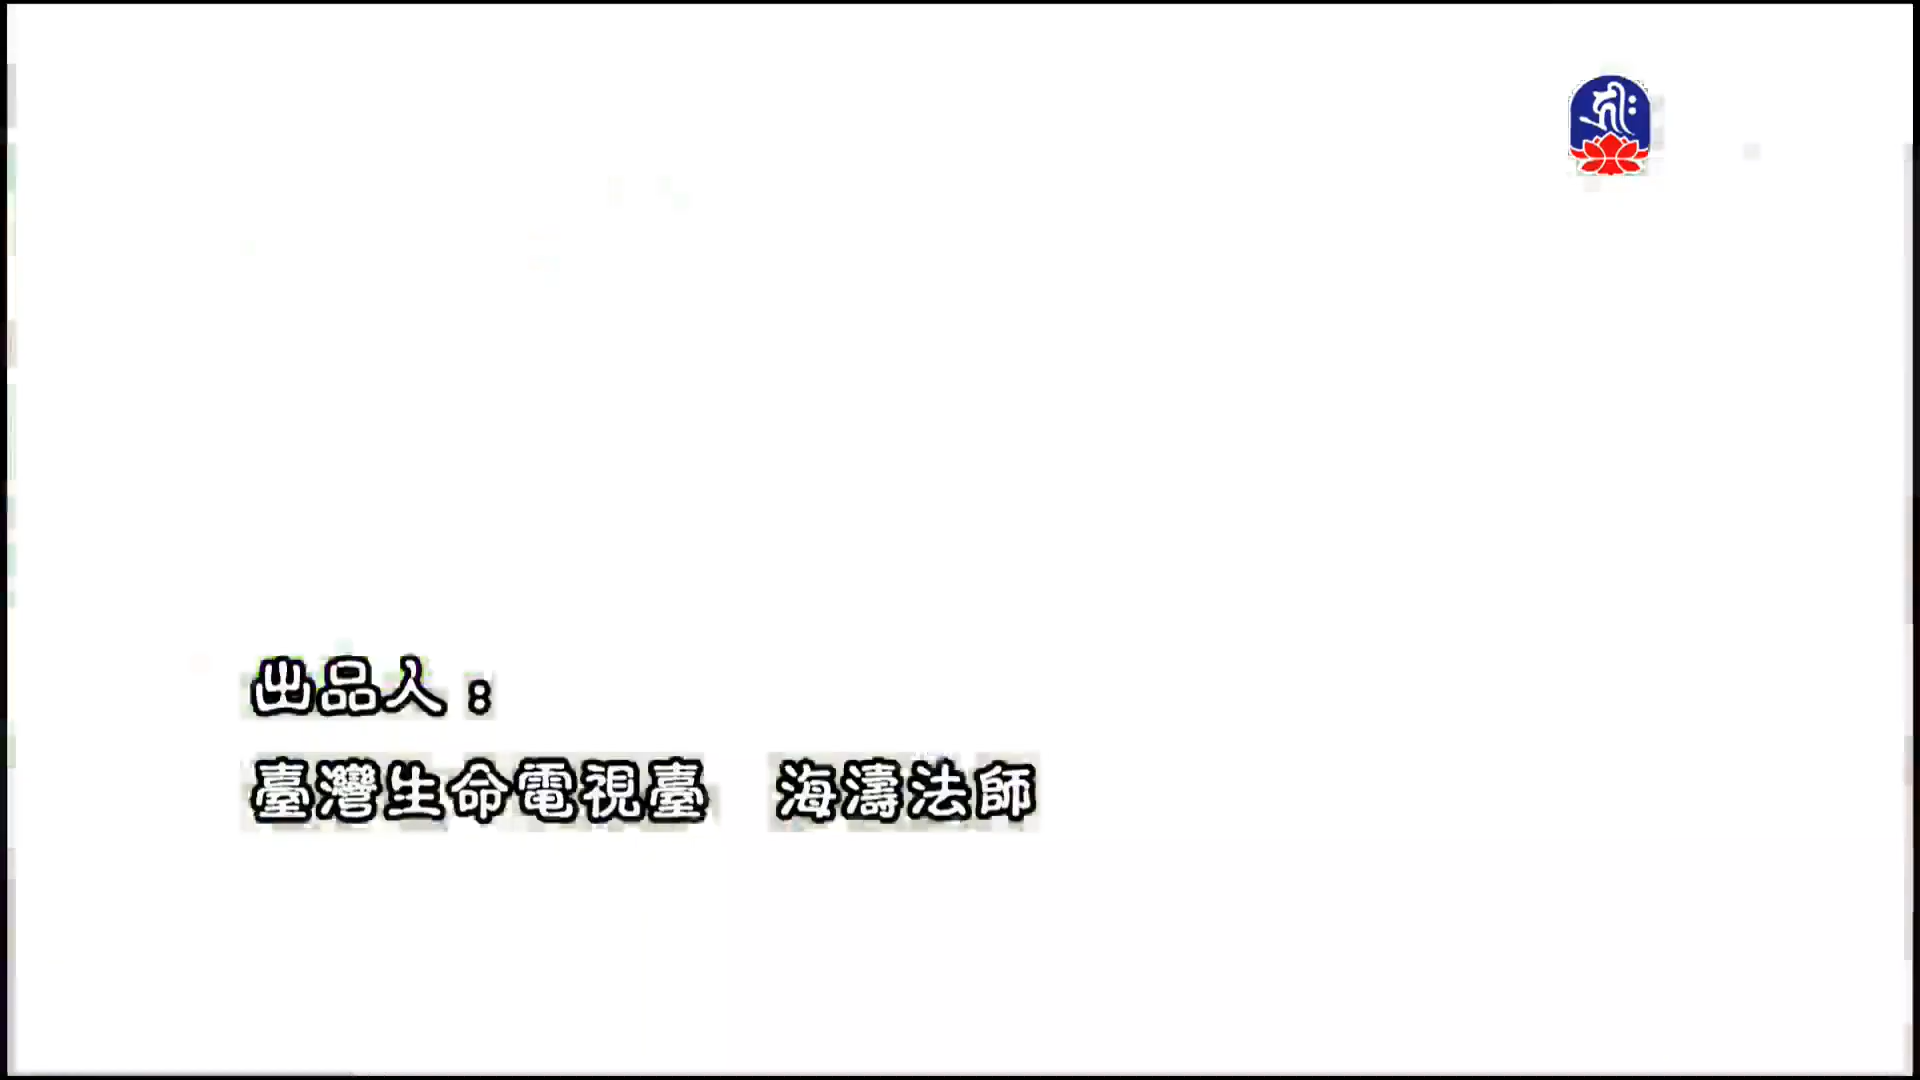 出品人：
臺灣生命電視臺　海濤法師